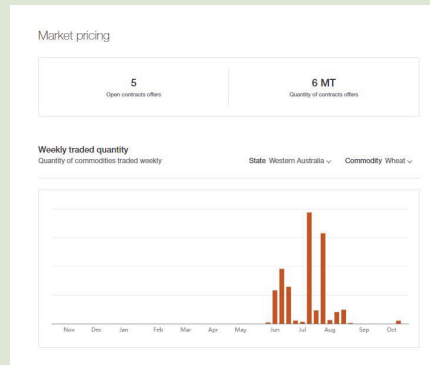 Market pricing
5
6 MT
Open contracts offers
Quantity of contracts offers
Weekly traded quantity
Quantity of commodities traded weekly
State Western Australia
Commodity Wheat
Nov Dec Jan Feb Mar Apr May Jun Jul Aug Sep Oct